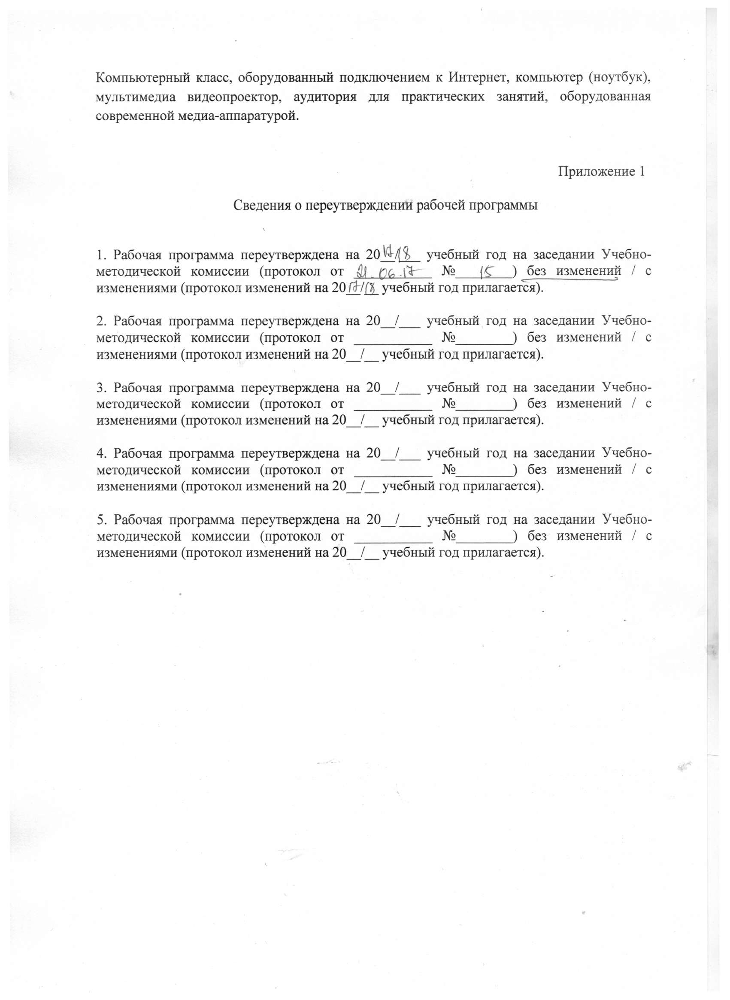 Компьютерный класс, оборудованный подключением к Интернет, компьютер (ноутбук),
мультимедиа видеопроектор, аудитория для практических занятий, оборудованная
современной медиа-аппаратурой.
Приложение 1
Сведения о переутверждении рабочей программы
1. Рабочая программа переутверждена на 2017/18 учебный год на заседании Учебно-
методической комиссии (протокол от 21.06.17 № 15 ) без изменений / с
изменениями (протокол изменений на 2017/18 учебный год прилагается).
2. Рабочая программа переутверждена на 20__/___ учебный год на заседании Учебно-
методической комиссии (протокол от ___________ №________) без изменений / с
изменениями (протокол изменений на 20__/__ учебный год прилагается).
3. Рабочая программа переутверждена на 20__/___ учебный год на заседании Учебно-
методической комиссии (протокол от ___________ №________) без изменений / с
изменениями (протокол изменений на 20__/__ учебный год прилагается).
4. Рабочая программа переутверждена на 20__/___ учебный год на заседании Учебно-
методической комиссии (протокол от ___________ №________) без изменений / с
изменениями (протокол изменений на 20__/__ учебный год прилагается).
5. Рабочая программа переутверждена на 20__/___ учебный год на заседании Учебно-
методической комиссии (протокол от ___________ №________) без изменений / с
изменениями (протокол изменений на 20__/__ учебный год прилагается).